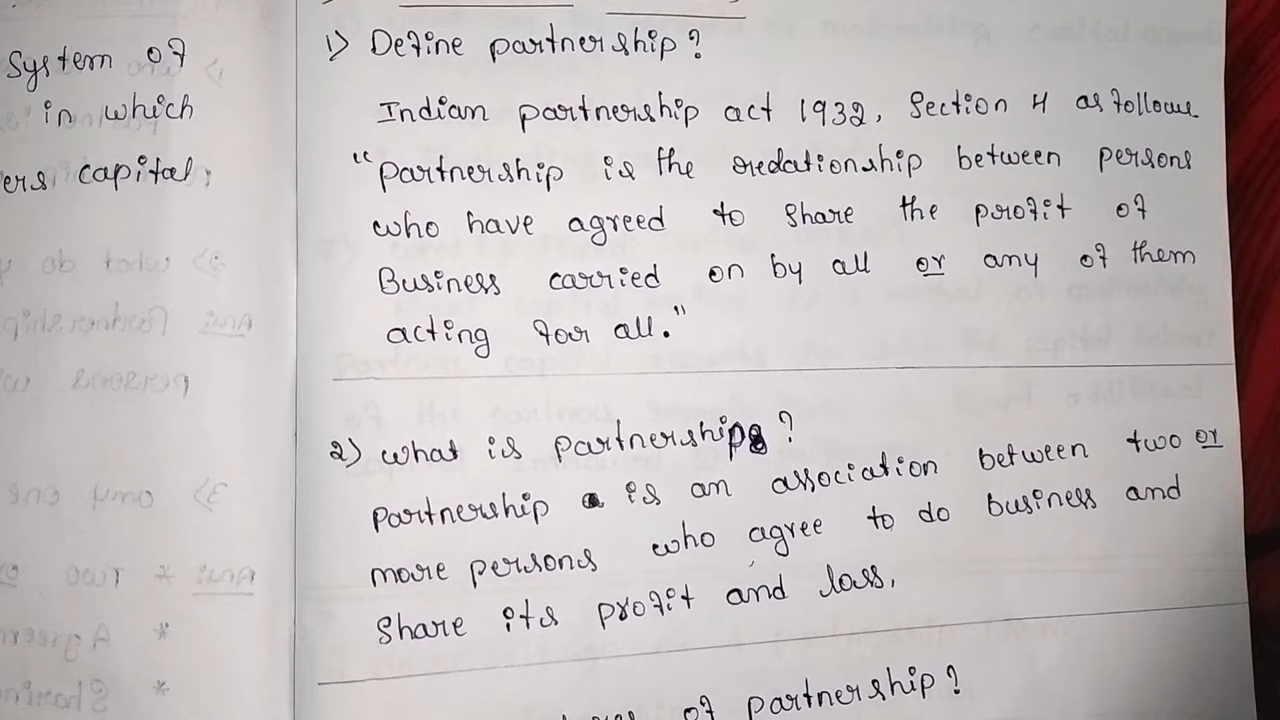 System of
in which
ers capital,
1) Define partnership?
Indian partnership act 1932, Section 4 as follows
"Partnership is the relationship between persons
who have agreed to share the profit of
Business carried on by all or any of them
acting for all."
2) what is partnership?
Partnership is an association between two or
more persons who agree to do business and
Share its profit and loss.
of partnership?